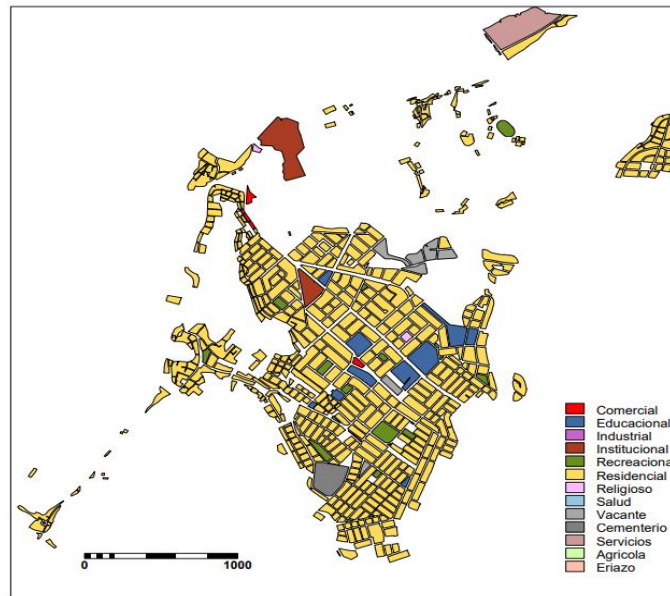 Comercial
Educacional
Industrial
Institucional
Recreacional
Residencial
Religioso
Salud
Vacante
Cementerio
Servicios
Agricola
Eriazo
0 1000